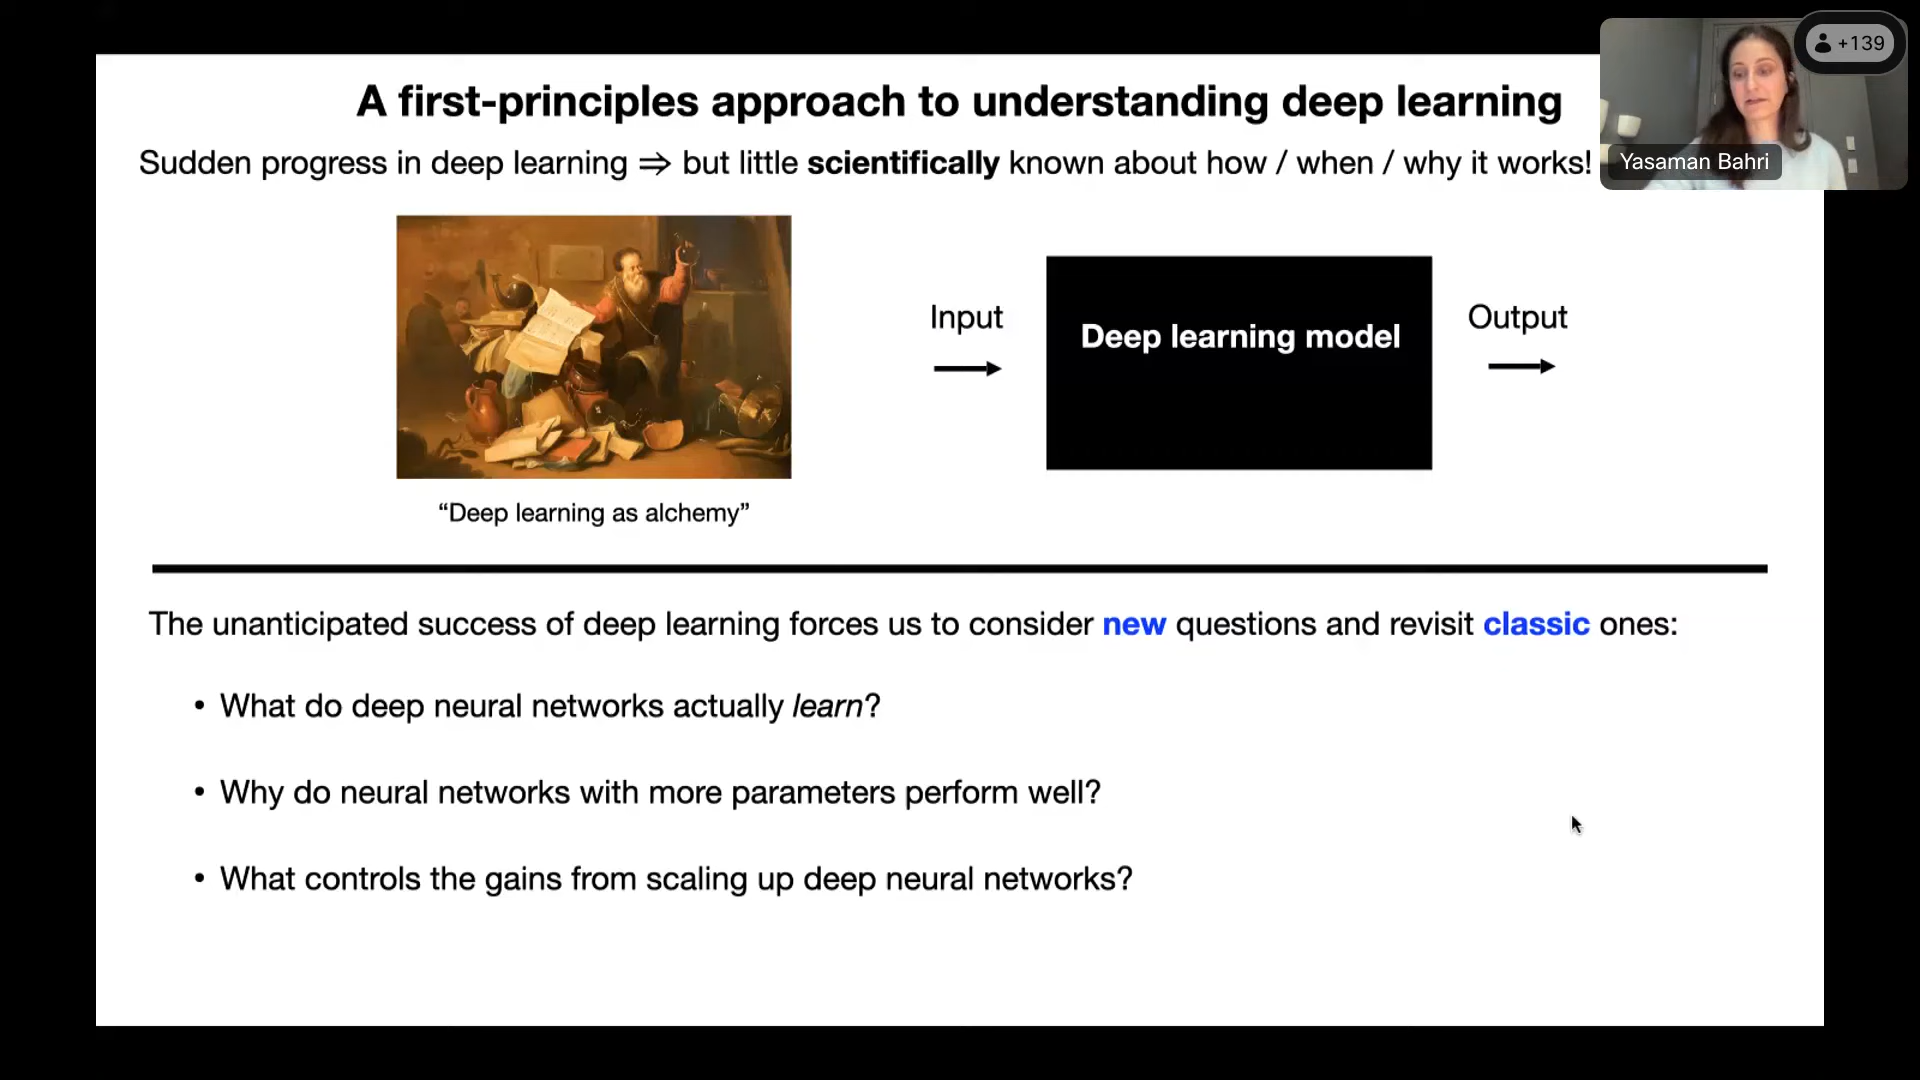 A first-principles approach to understanding deep learning
+139
Yasaman Bahri
Sudden progress in deep learning ⇒ but little scientifically known about how / when / why it works!
Input
Deep learning model
Output
“Deep learning as alchemy”
The unanticipated success of deep learning forces us to consider new questions and revisit classic ones:
• What do deep neural networks actually learn?
• Why do neural networks with more parameters perform well?
• What controls the gains from scaling up deep neural networks?